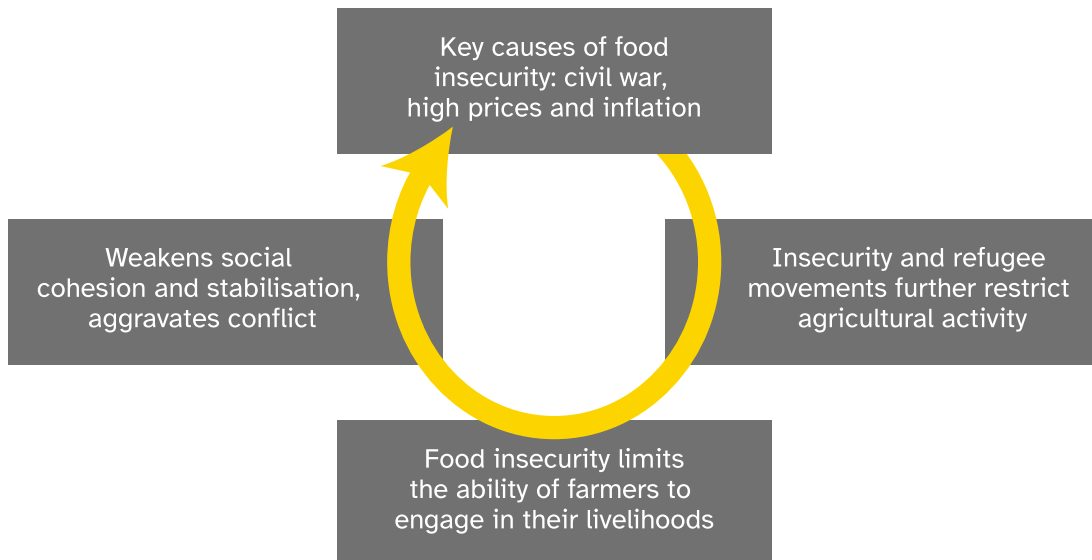 Key causes of food
insecurity: civil war,
high prices and inflation
Weakens social
cohesion and stabilisation,
aggravates conflict
Insecurity and refugee
movements further restrict
agricultural activity
Food insecurity limits
the ability of farmers to
engage in their livelihoods